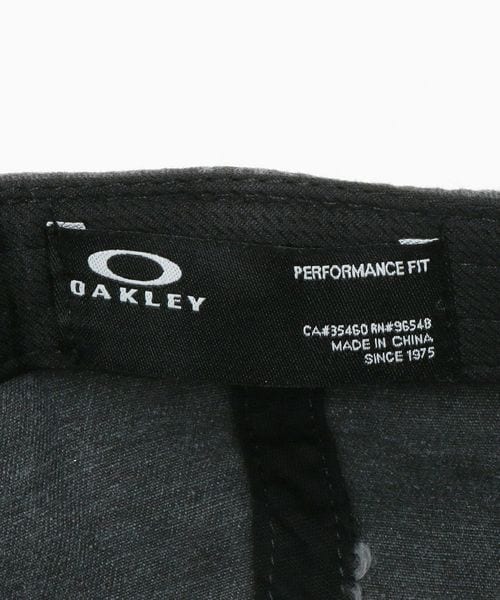 OAKLEY
PERFORMANCE FIT
CA#35460 RN#96548
MADE IN CHINA
SINCE 1975